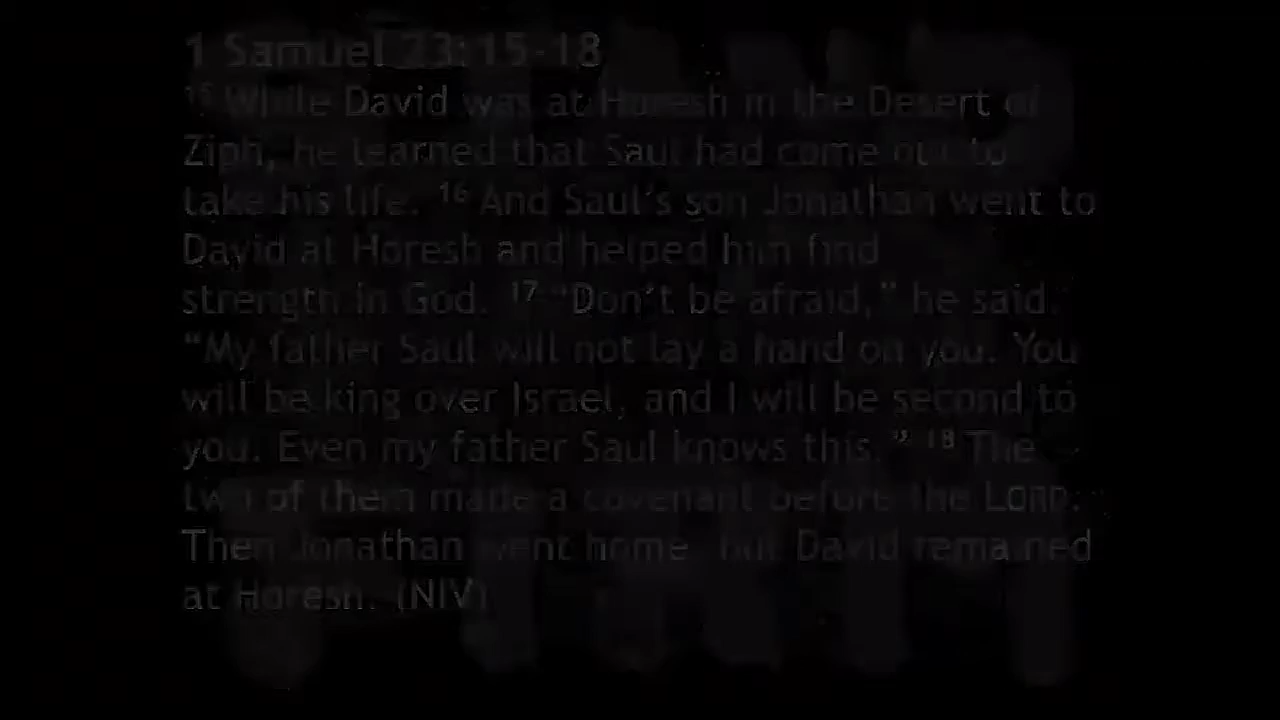 1 Samuel 23:15-18
15 While David was at Horesh in the Desert of
Ziph, he learned that Saul had come out to
take his life. 16 And Saul's son Jonathan went to
David at Horesh and helped him find
strength in God. 17 "Don't be afraid," he said.
"My father Saul will not lay a hand on you. You
will be king over Israel, and I will be second to
you. Even my father Saul knows this." 18 The
two of them made a covenant before the LORD.
Then Jonathan went home, but David remained
at Horesh. (NIV)